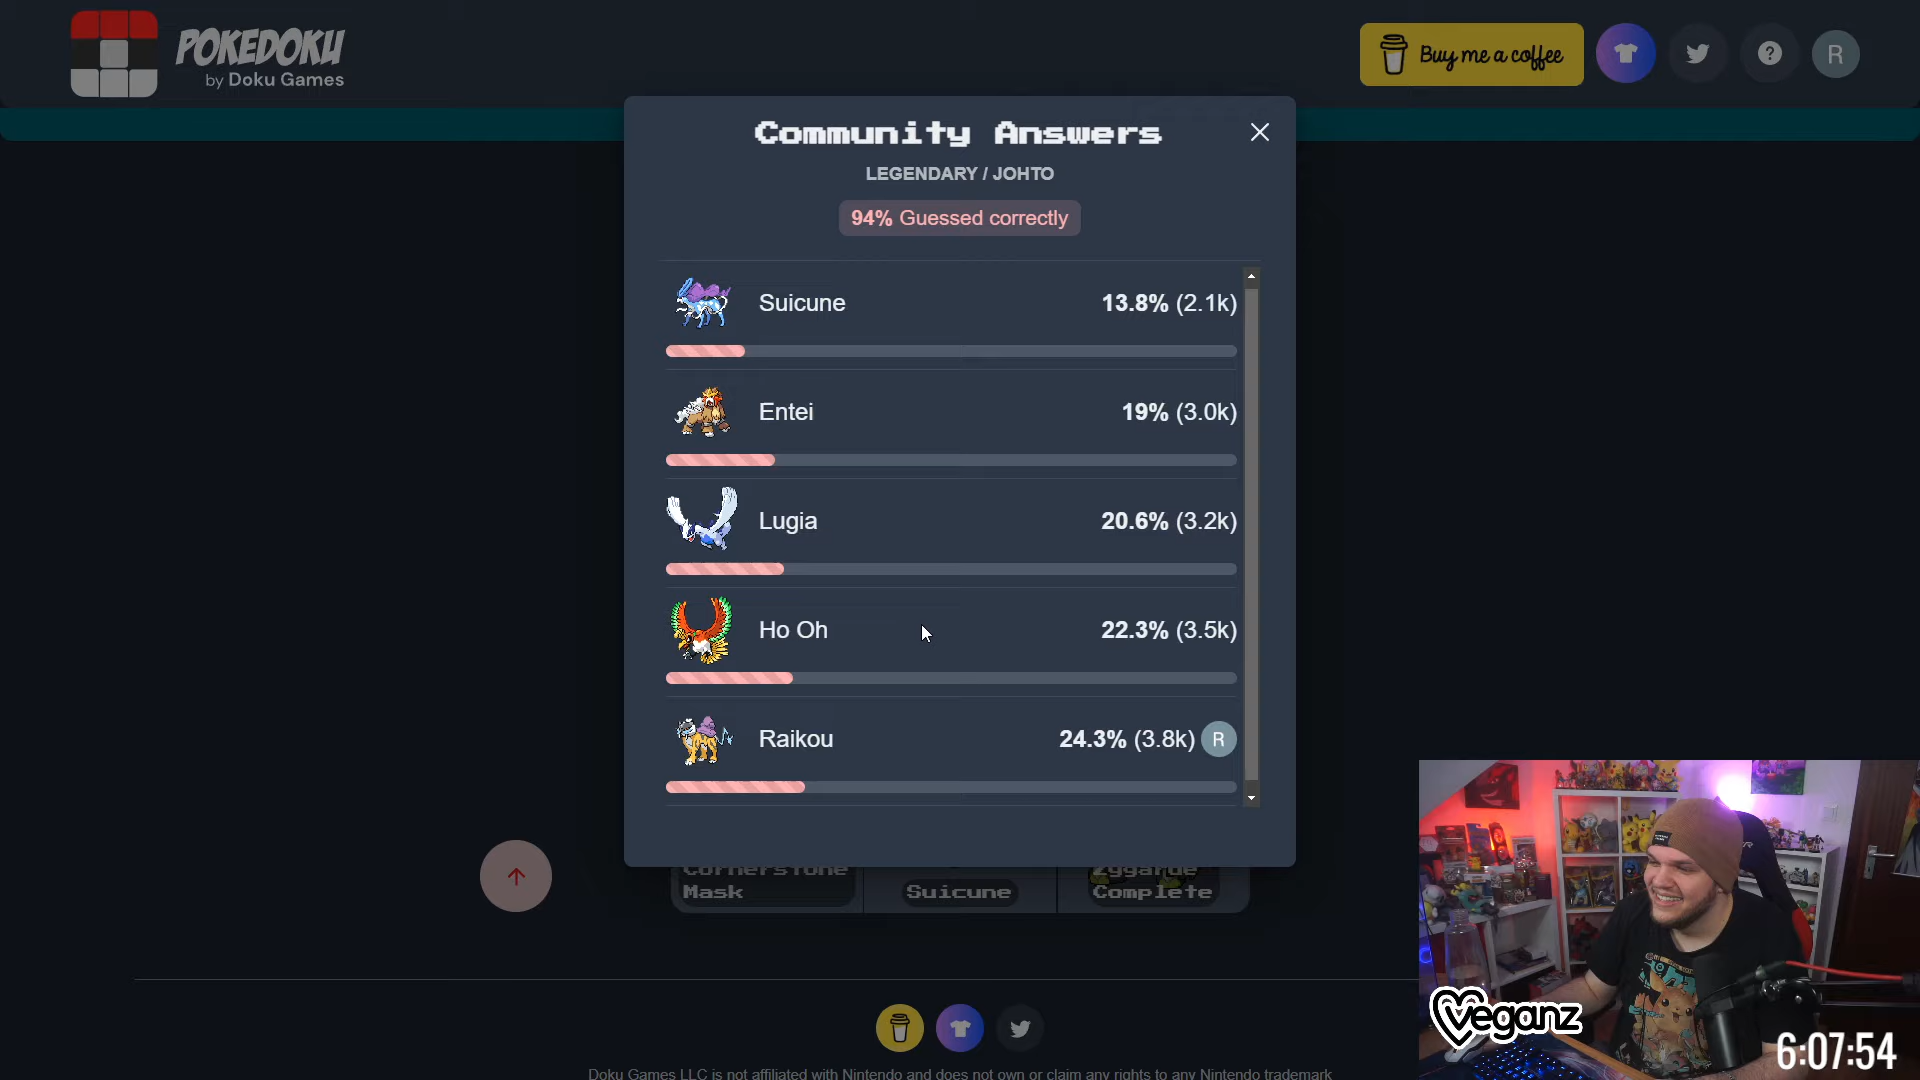 POKEDOKU
by Doku Games
Buy me a coffee
?
R
Community Answers
LEGENDARY / JOHTO
94% Guessed correctly
Suicune 13.8% (2.1k)
Entei 19% (3.0k)
Lugia 20.6% (3.2k)
Ho Oh 22.3% (3.5k)
Raikou 24.3% (3.8k) R
Cornerstone
Mask
Suicune
Zygarde
Complete
Veganz
6:07:54
Doku Games LLC is not affiliated with Nintendo and does not own or claim any rights to any Nintendo trademark